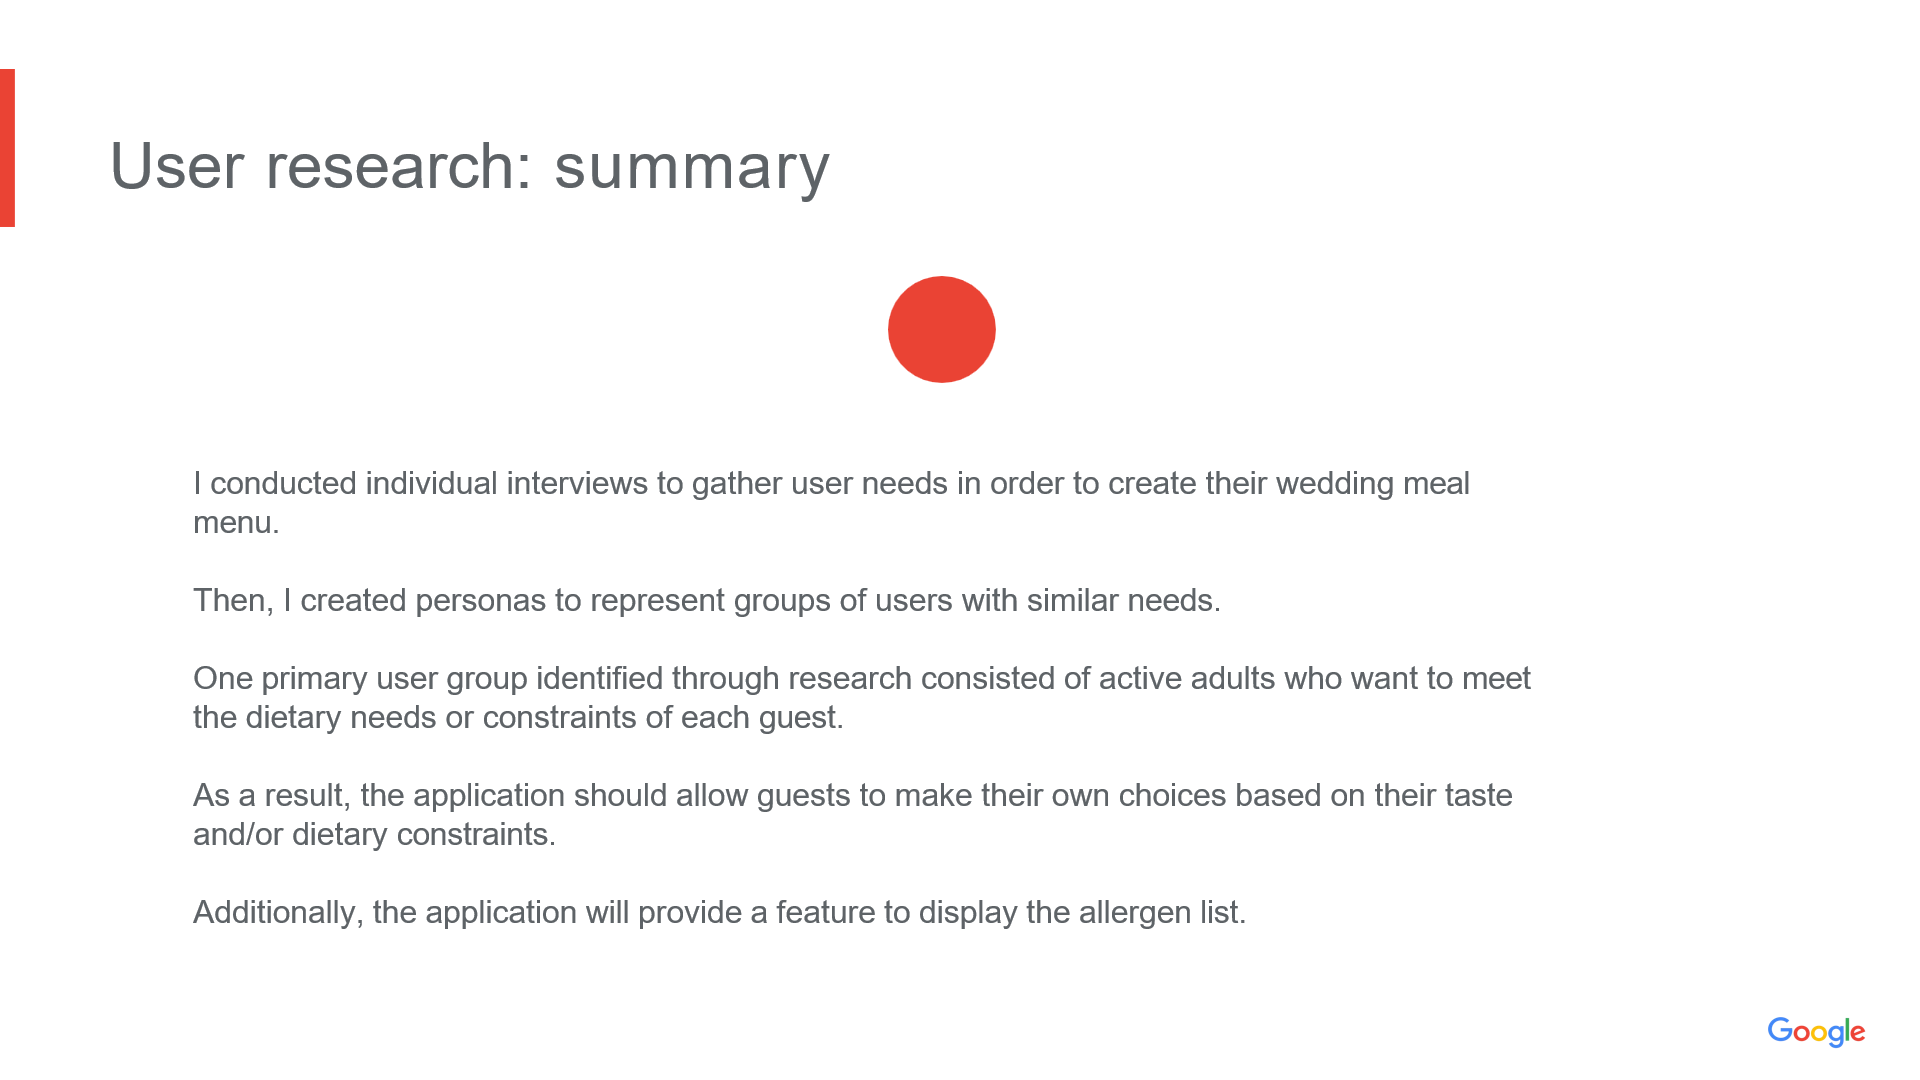 User research: summary
I conducted individual interviews to gather user needs in order to create their wedding meal
menu.
Then, I created personas to represent groups of users with similar needs.
One primary user group identified through research consisted of active adults who want to meet
the dietary needs or constraints of each guest.
As a result, the application should allow guests to make their own choices based on their taste
and/or dietary constraints.
Additionally, the application will provide a feature to display the allergen list.
Google